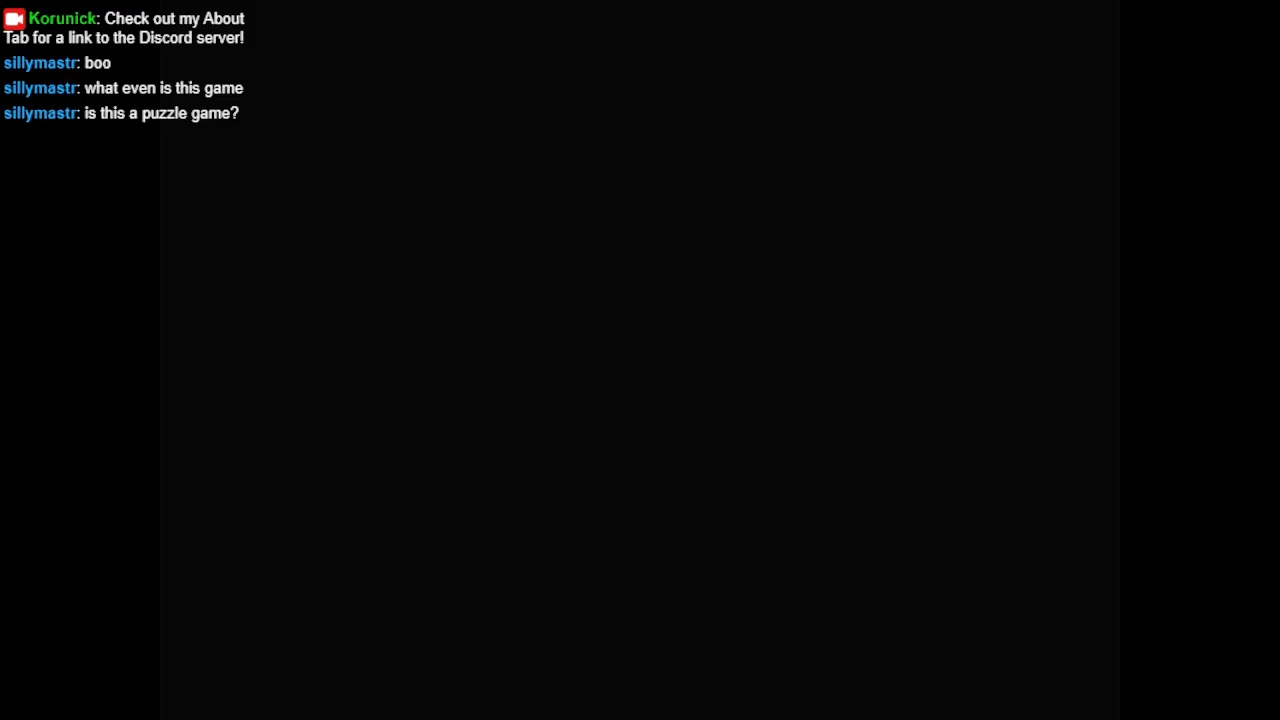 Korunick: Check out my About
Tab for a link to the Discord server!
sillymastr: boo
sillymastr: what even is this game
sillymastr: is this a puzzle game?